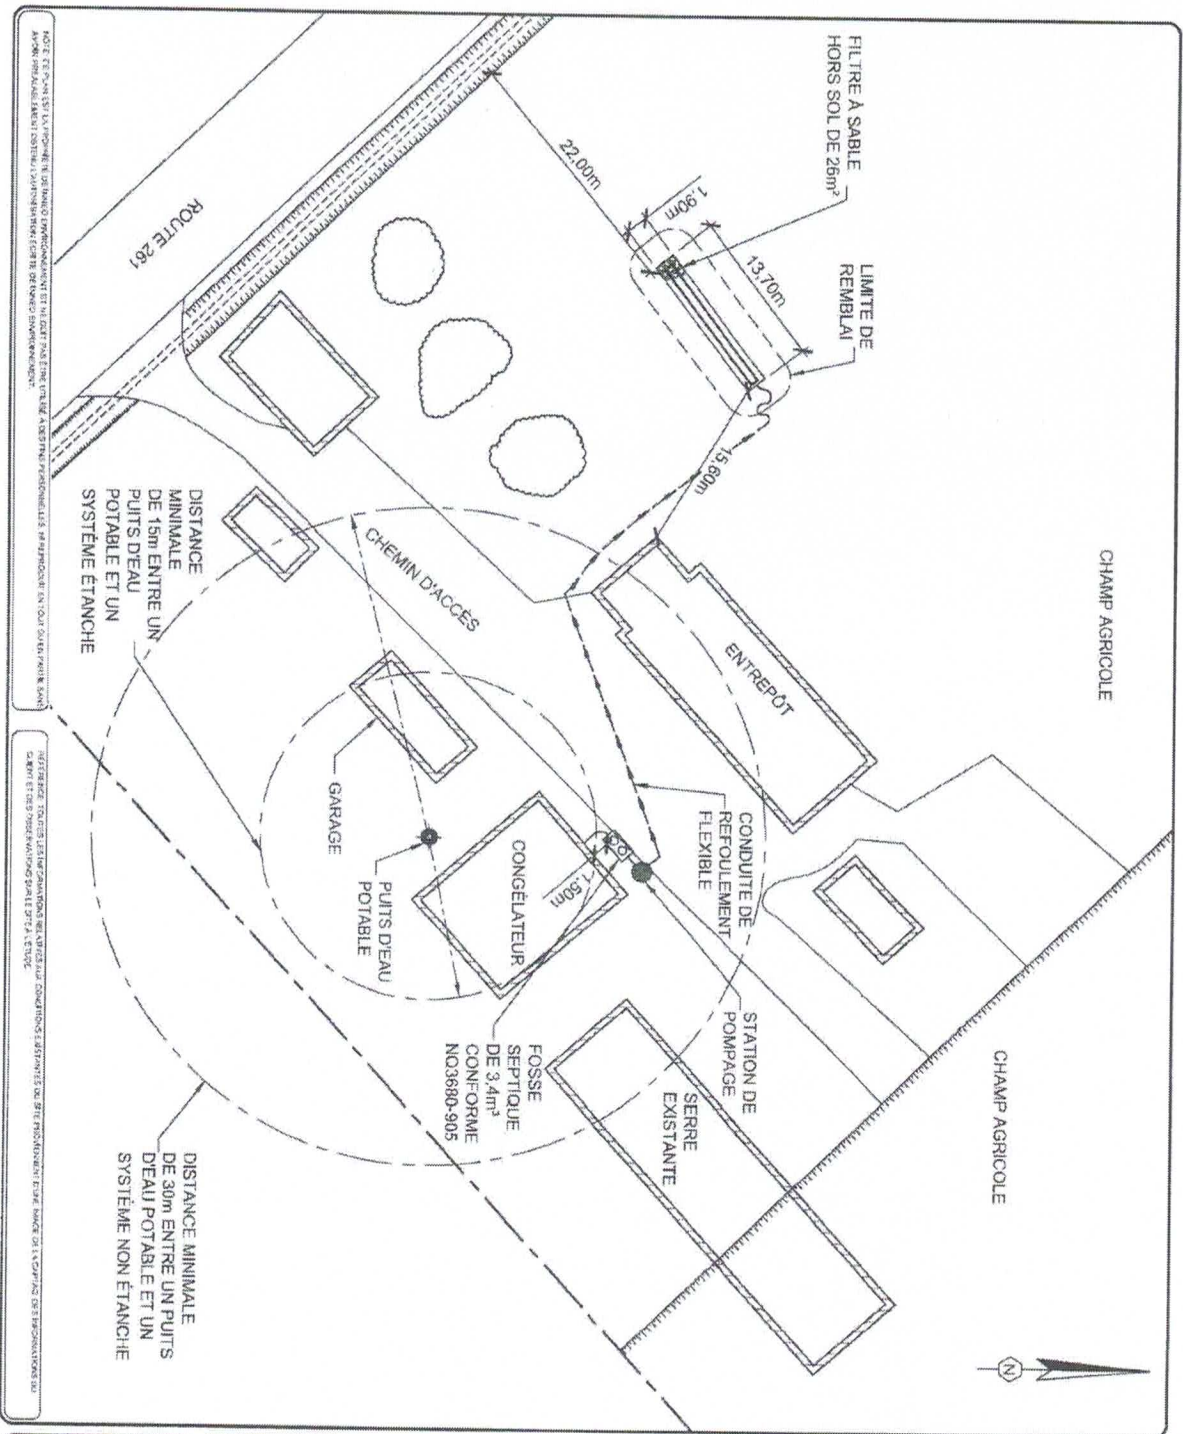 FILTRE À SABLE
HORS SOL DE 26m²
22,00m
1,90m
13,70m
LIMITE DE
REMBLAI
15,60m
CHAMP AGRICOLE
ROUTE 261
CHEMIN D'ACCÈS
ENTREPÔT
DISTANCE
MINIMALE
DE 15m ENTRE UN
PUITS D'EAU
POTABLE ET UN
SYSTÈME ÉTANCHE
GARAGE
PUITS D'EAU
POTABLE
CONGÉLATEUR
1,50m
CONDUITE DE
REFOULEMENT
FLEXIBLE
STATION DE
POMPAGE
FOSSE
SEPTIQUE
DE 3.4m³
CONFORME
NQ3680-905
SERRE
EXISTANTE
CHAMP AGRICOLE
DISTANCE MINIMALE
DE 30m ENTRE UN PUITS
D'EAU POTABLE ET UN
SYSTÈME NON ÉTANCHE
N